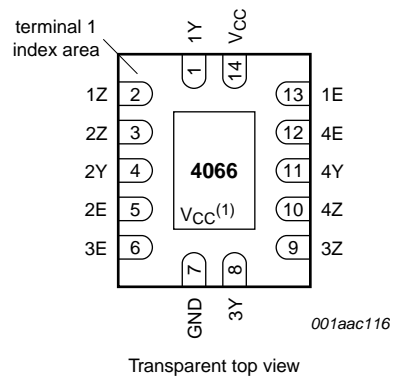 terminal 1
index area
1Y
VCC
1
14
1Z 2
13 1E
2Z 3
12 4E
2Y 4
4066
11 4Y
2E 5
VCC(1)
10 4Z
3E 6
9 3Z
7
8
GND
3Y
001aac116
Transparent top view